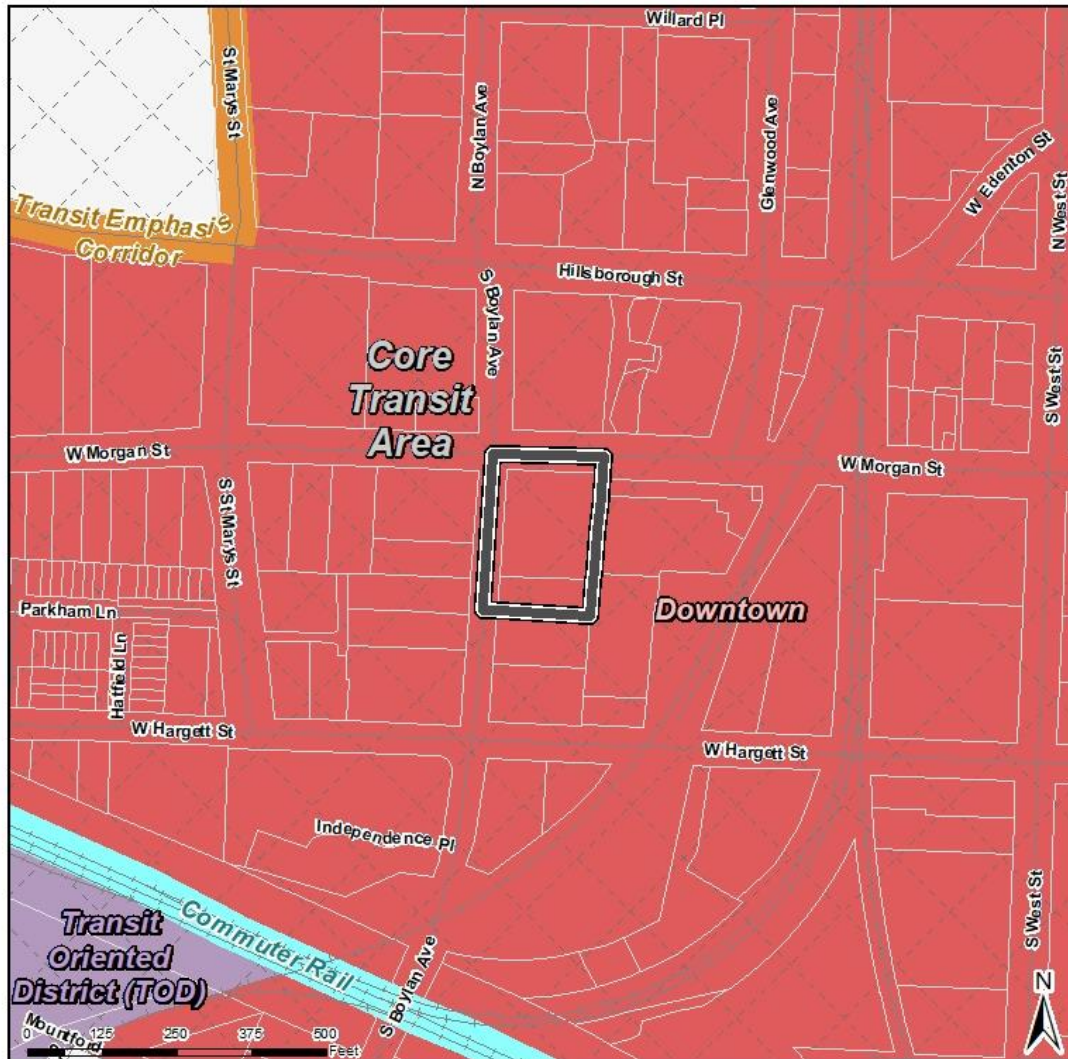 Willard Pl
St Marys St
N Boylan Ave
Glenwood Ave
W Edenton St
N West St
Transit Emphasis
Corridor
Hillsborough St
S Boylan Ave
Core
Transit
Area
S West St
W Morgan St
W Morgan St
S St Marys St
Parkham Ln
Hatfield Ln
Downtown
W Hargett St
W Hargett St
Independence Pl
Commuter Rail
Transit
Oriented
District (TOD)
S Boylan Ave
S West St
N
Mountford
0 125 250 375 500
Feet